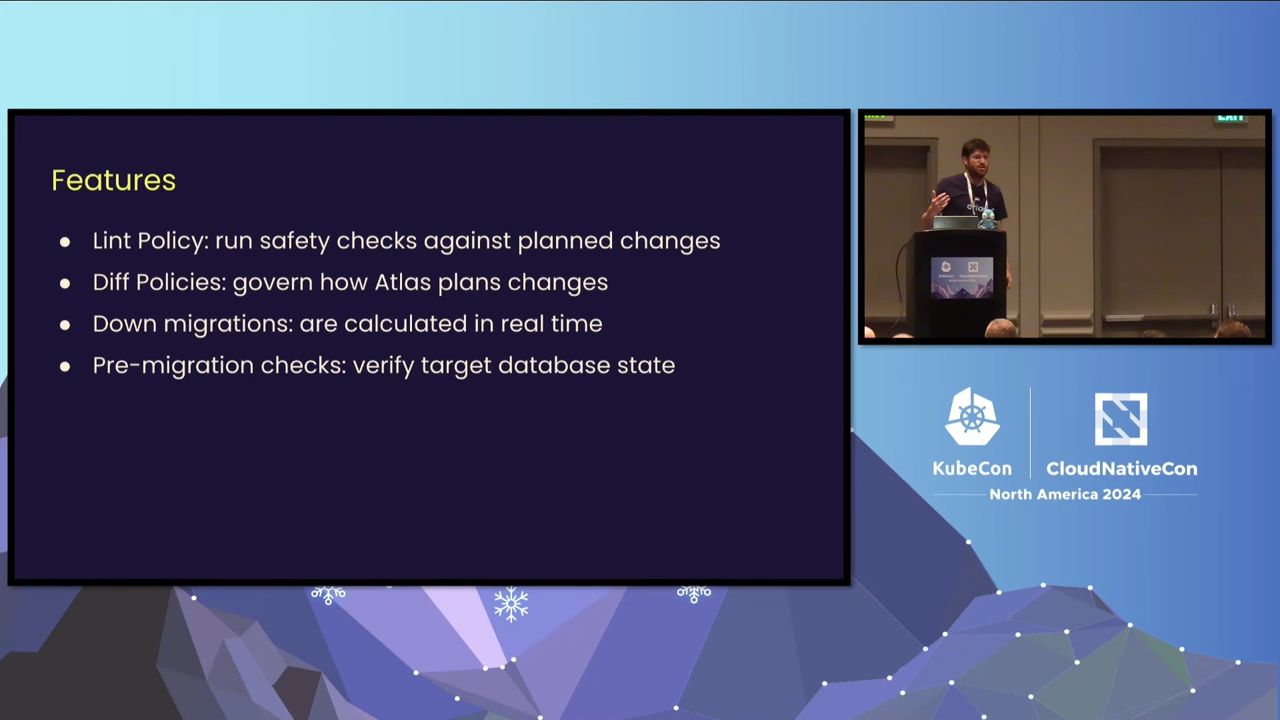 Features
● Lint Policy: run safety checks against planned changes
● Diff Policies: govern how Atlas plans changes
● Down migrations: are calculated in real time
● Pre-migration checks: verify target database state
EXIT
KubeCon
CloudNativeCon
North America 2024